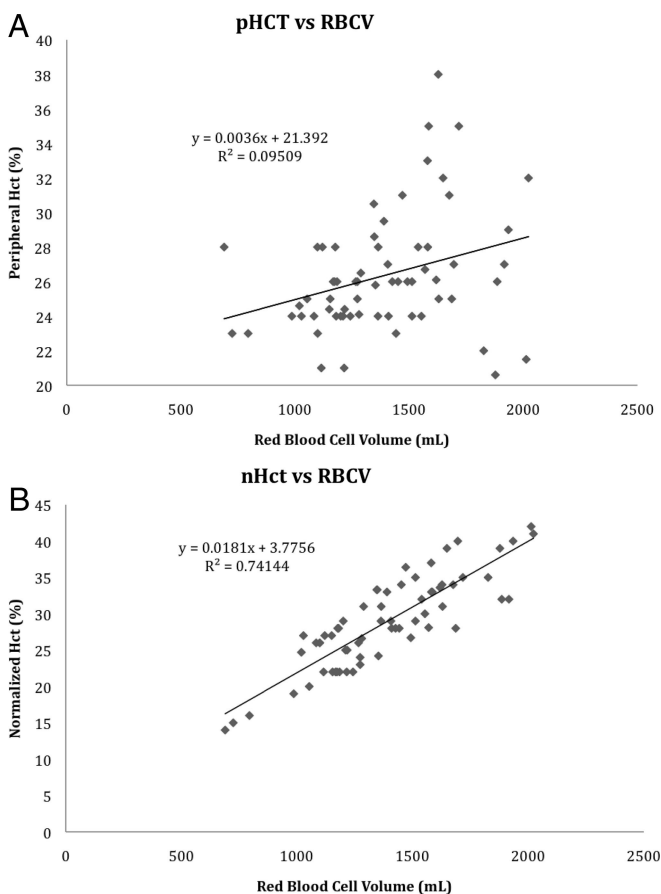 A
pHCT vs RBCV
40
38
36
34
32
30
28
26
24
22
20
Peripheral Hct (%)
y = 0.0036x + 21.392
R² = 0.09509
0 500 1000 1500 2000 2500
Red Blood Cell Volume (mL)
B
nHct vs RBCV
45
40
35
30
25
20
15
10
5
0
Normalized Hct (%)
y = 0.0181x + 3.7756
R² = 0.74144
0 500 1000 1500 2000 2500
Red Blood Cell Volume (mL)